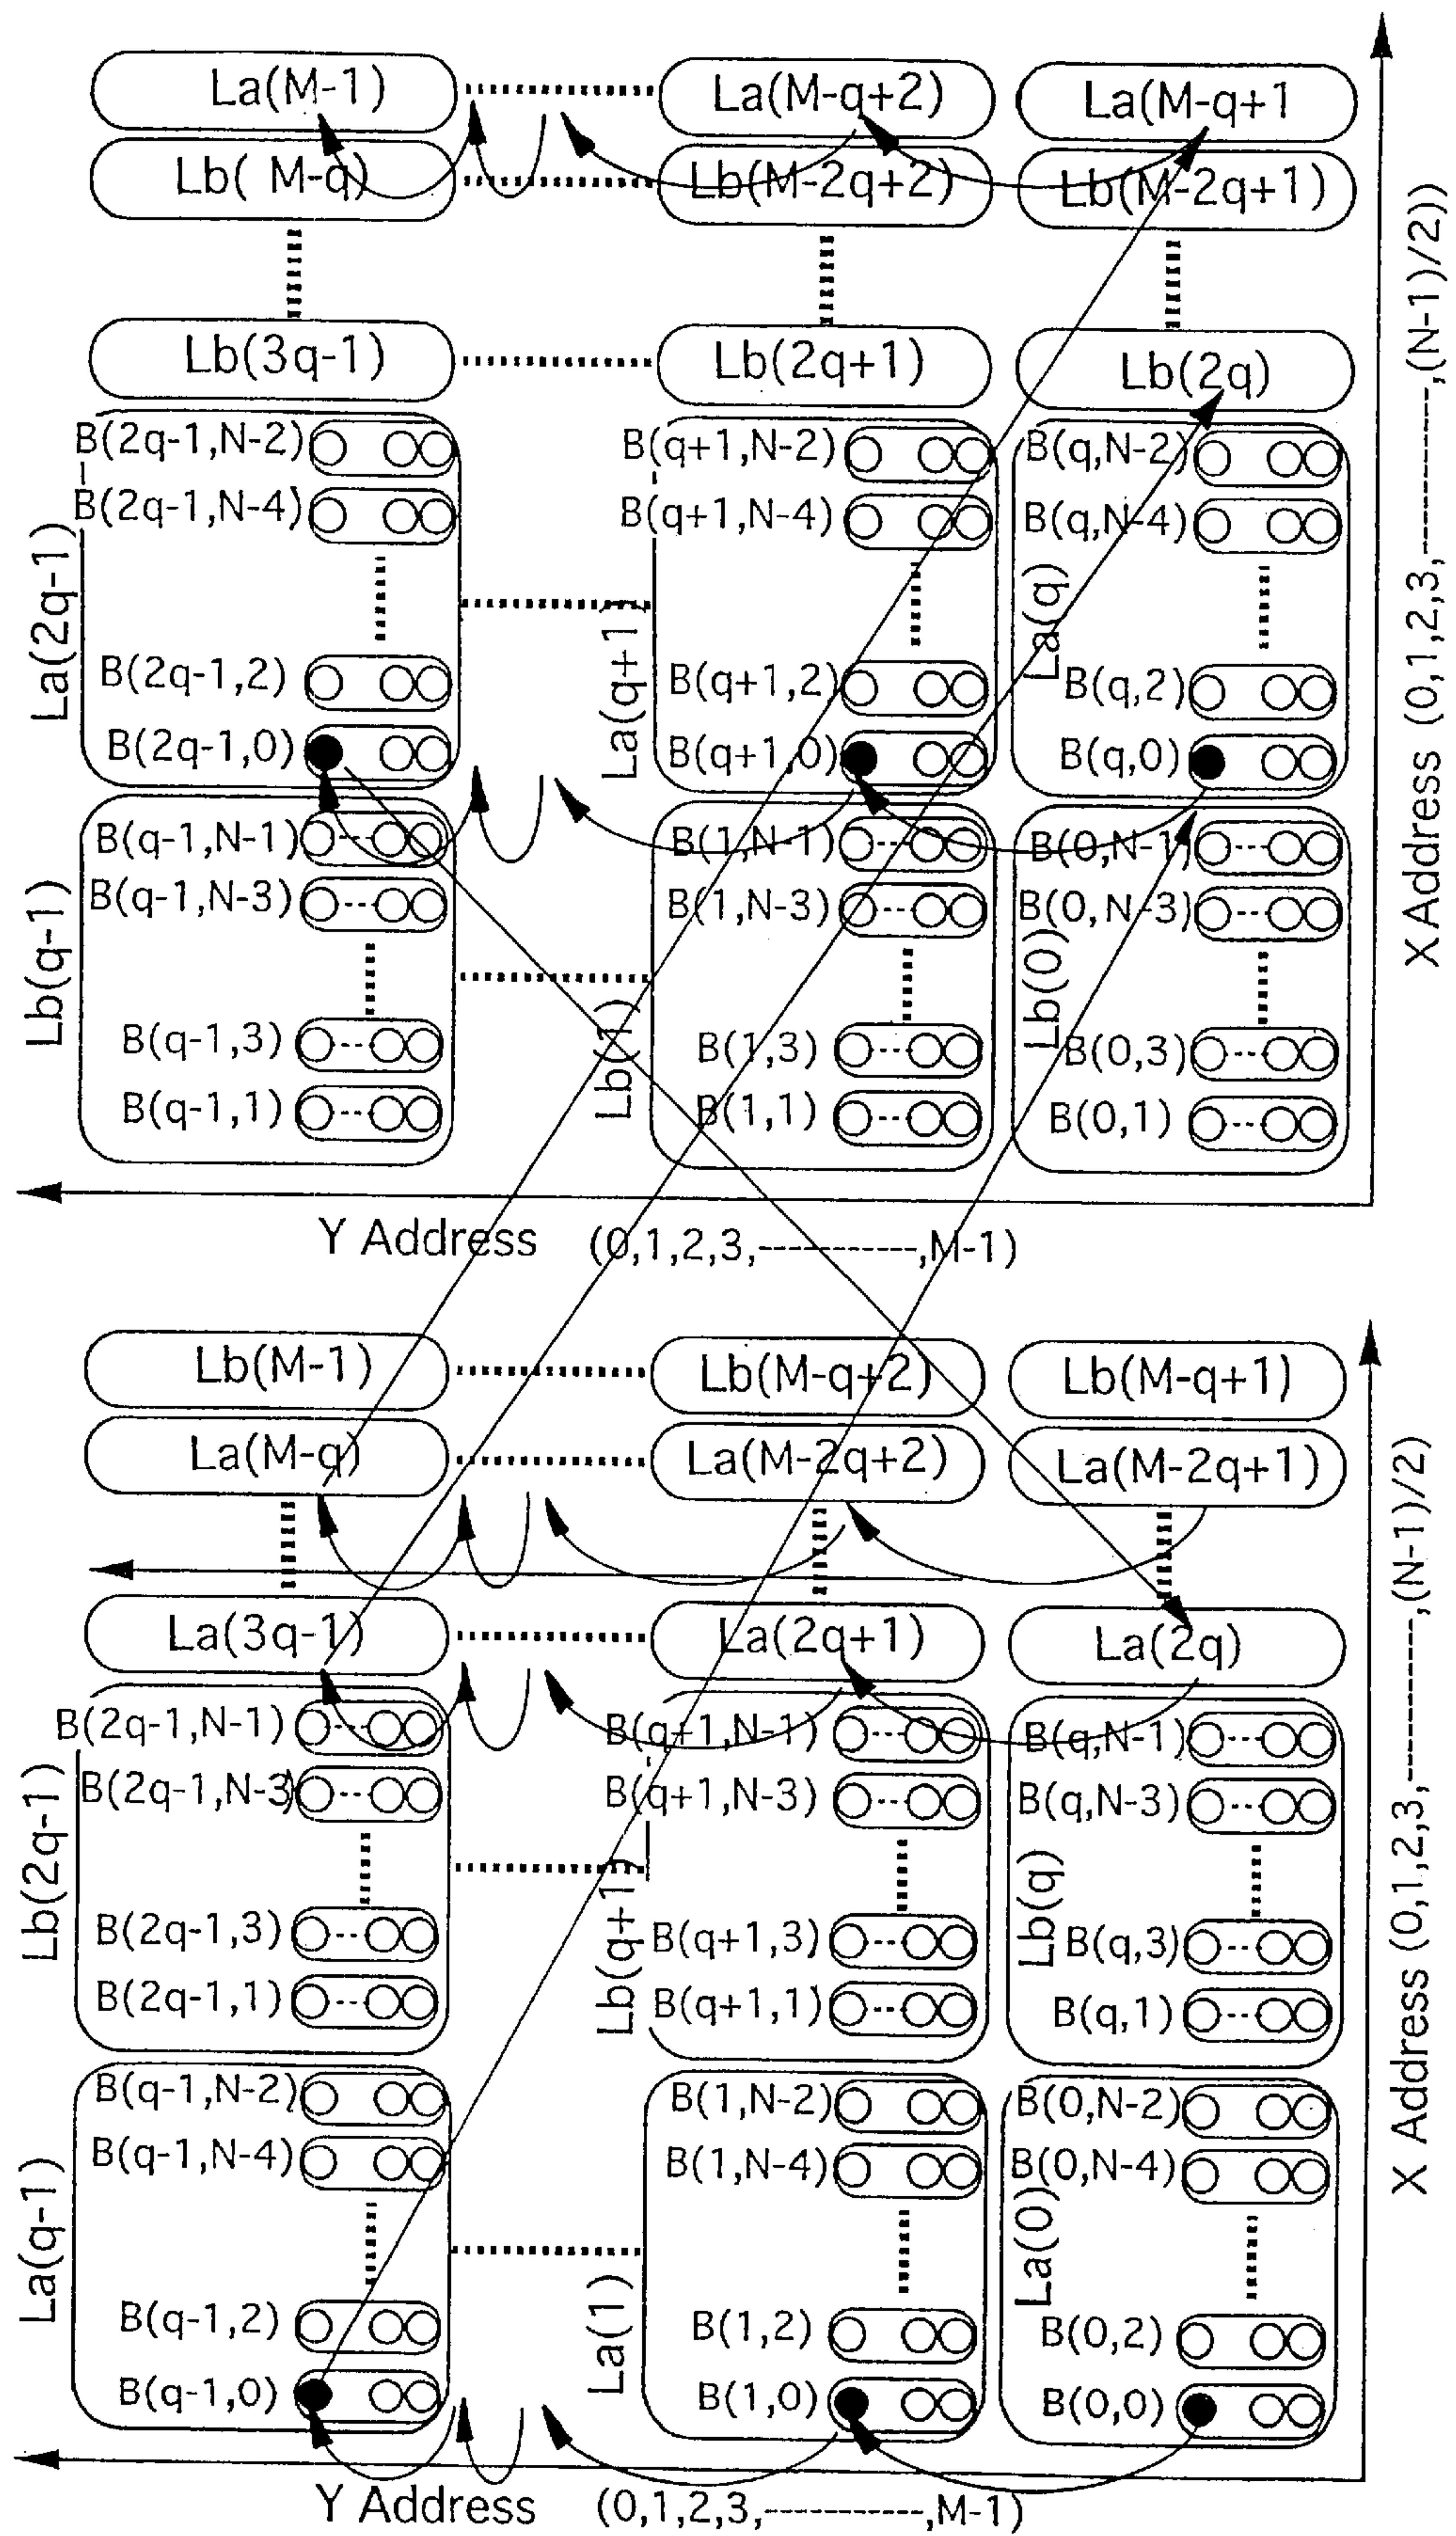 La(M-1) La(M-q+2) La(M-q+1
Lb( M-q) Lb(M-2q+2) Lb(M-2q+1)
Lb(3q-1) Lb(2q+1) Lb(2q)
B(2q-1,N-2) B(q+1,N-2) B(q,N-2)
B(2q-1,N-4) B(q+1,N-4) B(q,N-4)
La(2q-1) La(q+1) La(q)
B(2q-1,2) B(q+1,2) B(q,2)
B(2q-1,0) B(q+1,0) B(q,0)
B(q-1,N-1) B(1,N-1) B(0,N-1)
B(q-1,N-3) B(1,N-3) B(0,N-3)
Lb(q-1) Lb(1) Lb(0)
B(q-1,3) B(1,3) B(0,3)
B(q-1,1) B(1,1) B(0,1)
X Address (0,1,2,3,-----------,(N-1)/2))
Y Address (0,1,2,3,------------,M-1)
Lb(M-1) Lb(M-q+2) Lb(M-q+1)
La(M-q) La(M-2q+2) La(M-2q+1)
La(3q-1) La(2q+1) La(2q)
B(2q-1,N-1) B(q+1,N-1) B(q,N-1)
B(2q-1,N-3) B(q+1,N-3) B(q,N-3)
Lb(2q-1) Lb(q+1) Lb(q)
B(2q-1,3) B(q+1,3) B(q,3)
B(2q-1,1) B(q+1,1) B(q,1)
B(q-1,N-2) B(1,N-2) B(0,N-2)
B(q-1,N-4) B(1,N-4) B(0,N-4)
La(q-1) La(1) La(0)
B(q-1,2) B(1,2) B(0,2)
B(q-1,0) B(1,0) B(0,0)
X Address (0,1,2,3,------------,(N-1)/2)
Y Address (0,1,2,3,------------,M-1)